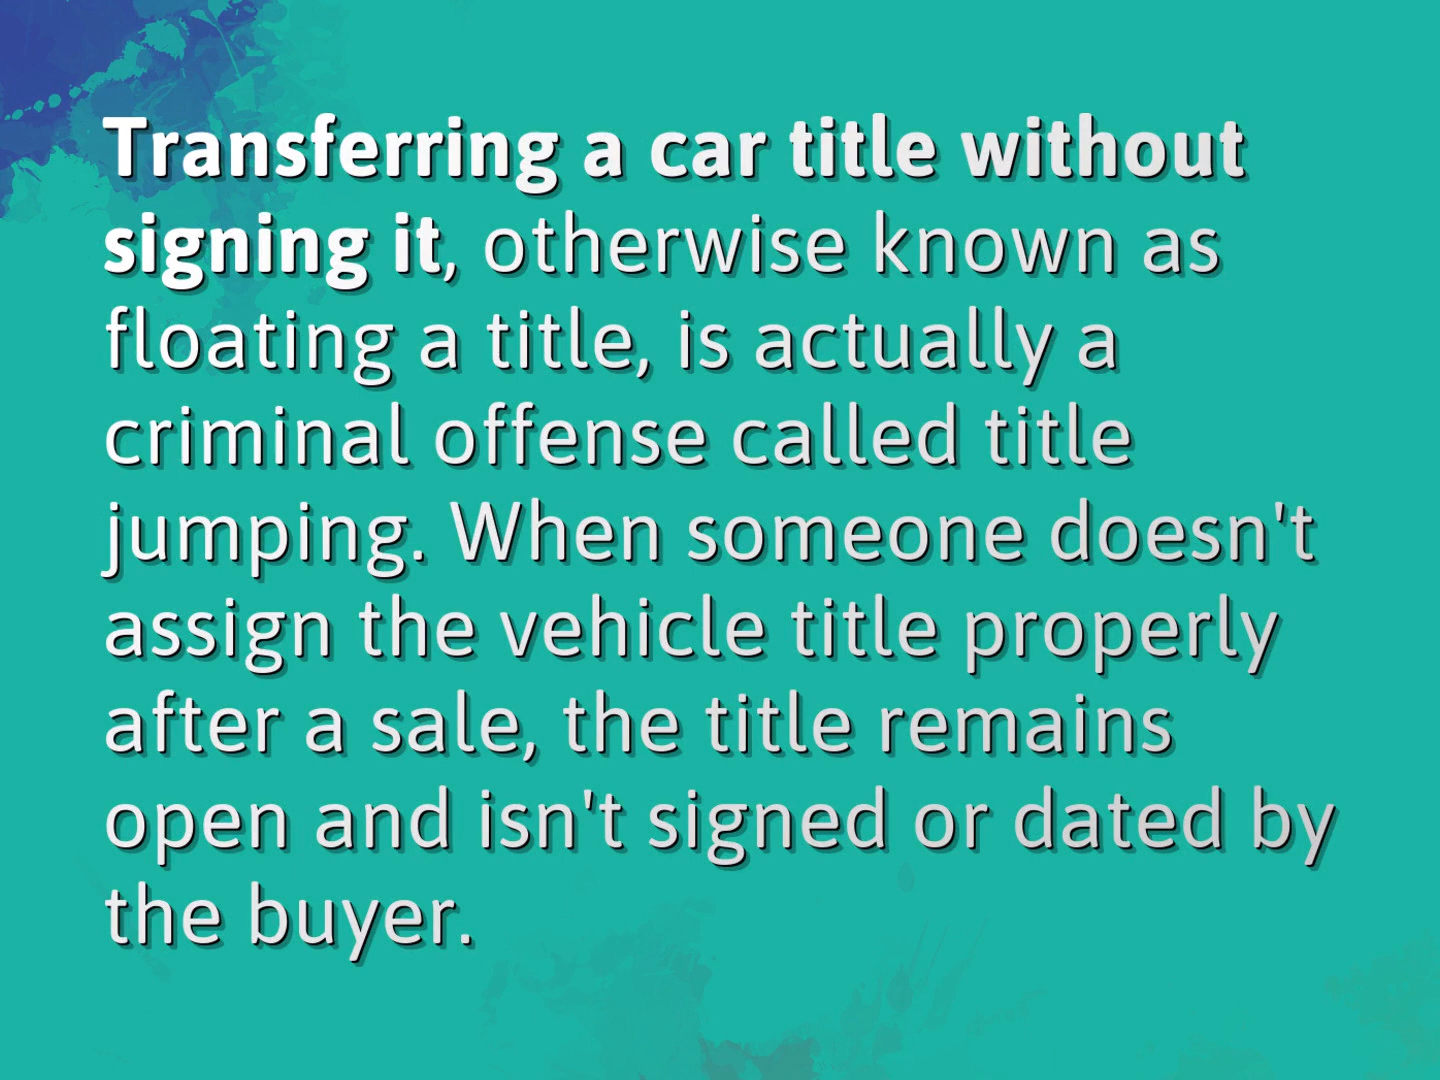 Transferring a car title without
signing it, otherwise known as
floating a title, is actually a
criminal offense called title
jumping. When someone doesn't
assign the vehicle title properly
after a sale, the title remains
open and isn't signed or dated by
the buyer.